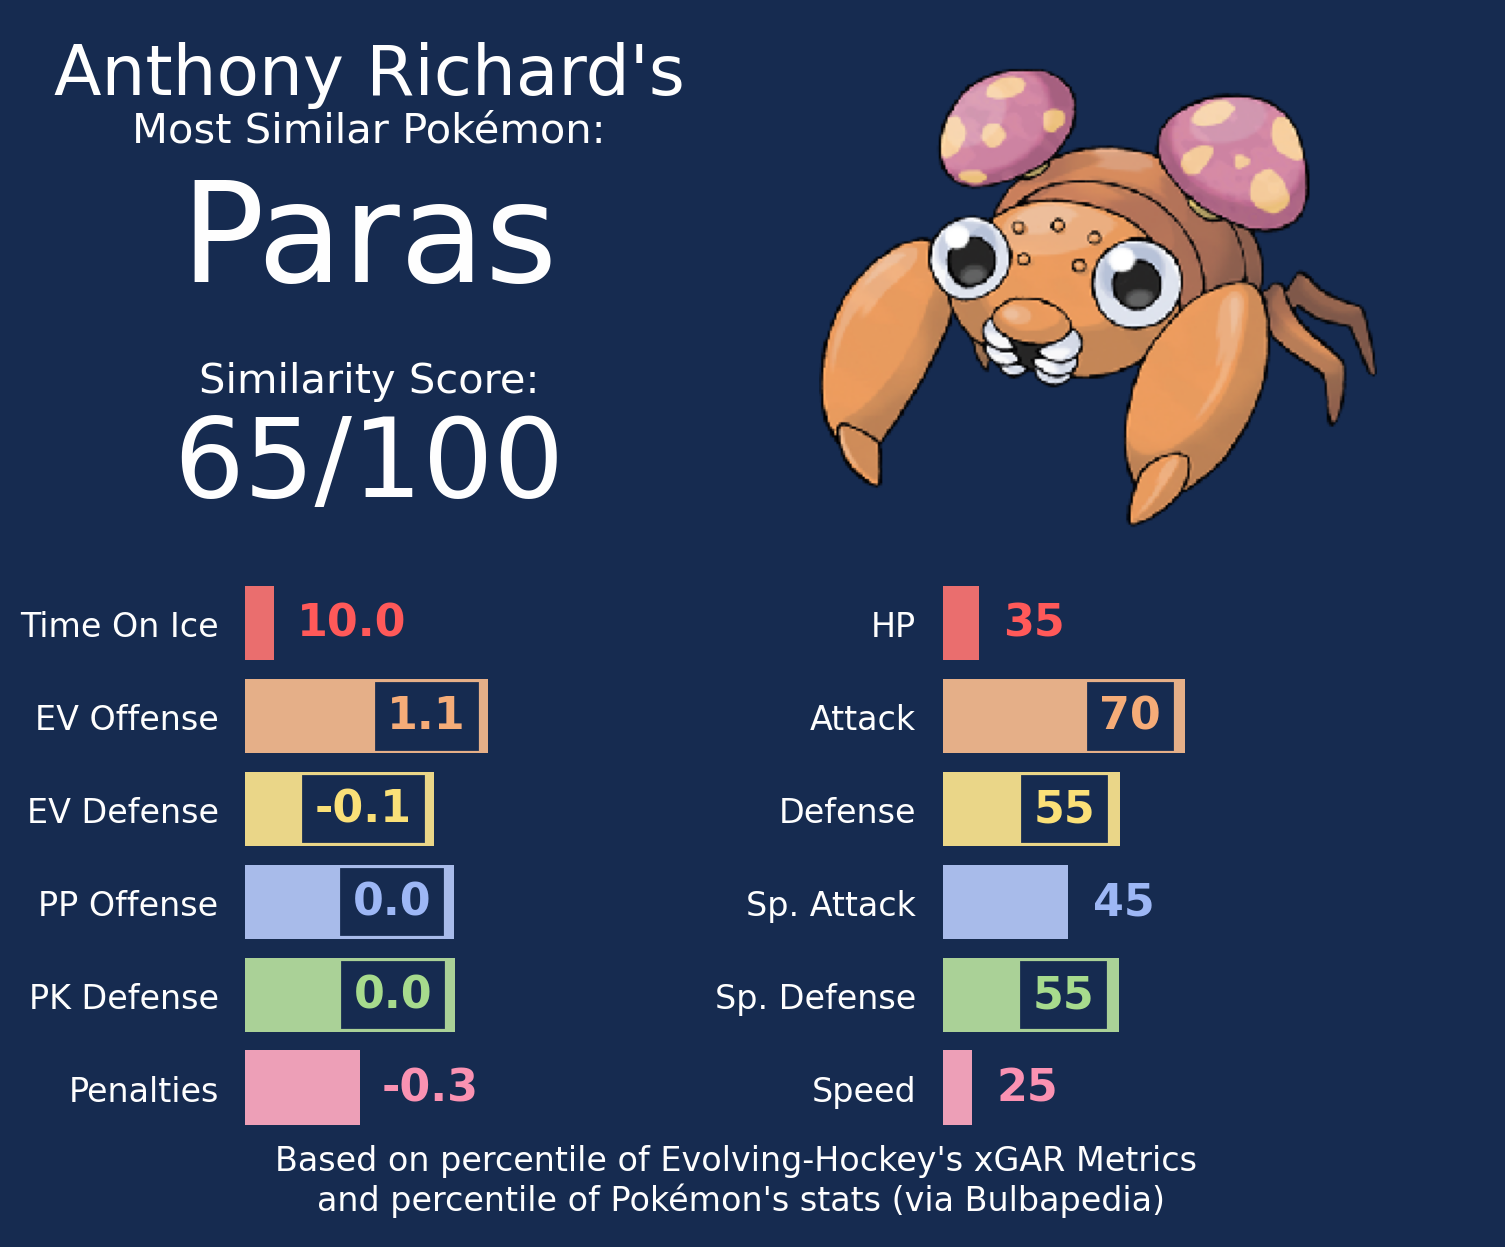 Anthony Richard's
Most Similar Pokémon:
Paras
Similarity Score:
65/100
Time On Ice 10.0
EV Offense 1.1
EV Defense -0.1
PP Offense 0.0
PK Defense 0.0
Penalties -0.3
HP 35
Attack 70
Defense 55
Sp. Attack 45
Sp. Defense 55
Speed 25
Based on percentile of Evolving-Hockey's xGAR Metrics
and percentile of Pokémon's stats (via Bulbapedia)